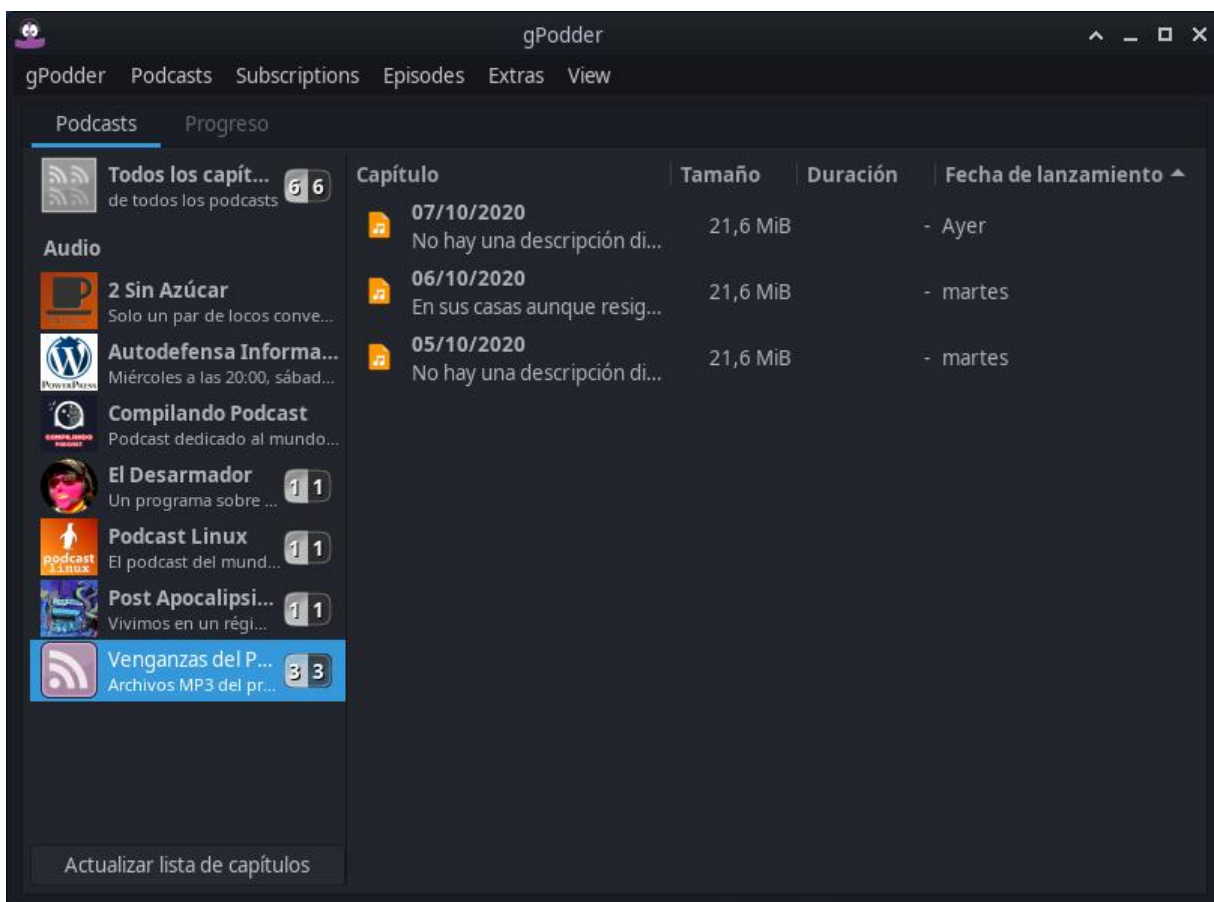 gPodder
gPodder Podcasts Subscriptions Episodes Extras View
Podcasts Progreso
Todos los capít... 6 6
de todos los podcasts
Audio
2 Sin Azúcar
Solo un par de locos conve...
PowerPress
Autodefensa Informa...
Miércoles a las 20:00, sábad...
COMPILANDO PODCAST
Compilando Podcast
Podcast dedicado al mundo...
El Desarmador 1 1
Un programa sobre ...
podcast linux
Podcast Linux 1 1
El podcast del mund...
Post Apocalipsi... 1 1
Vivimos en un régi...
Venganzas del P... 3 3
Archivos MP3 del pr...
Actualizar lista de capítulos
Capítulo Tamaño Duración Fecha de lanzamiento
07/10/2020
No hay una descripción di... 21,6 MiB - Ayer
06/10/2020
En sus casas aunque resig... 21,6 MiB - martes
05/10/2020
No hay una descripción di... 21,6 MiB - martes